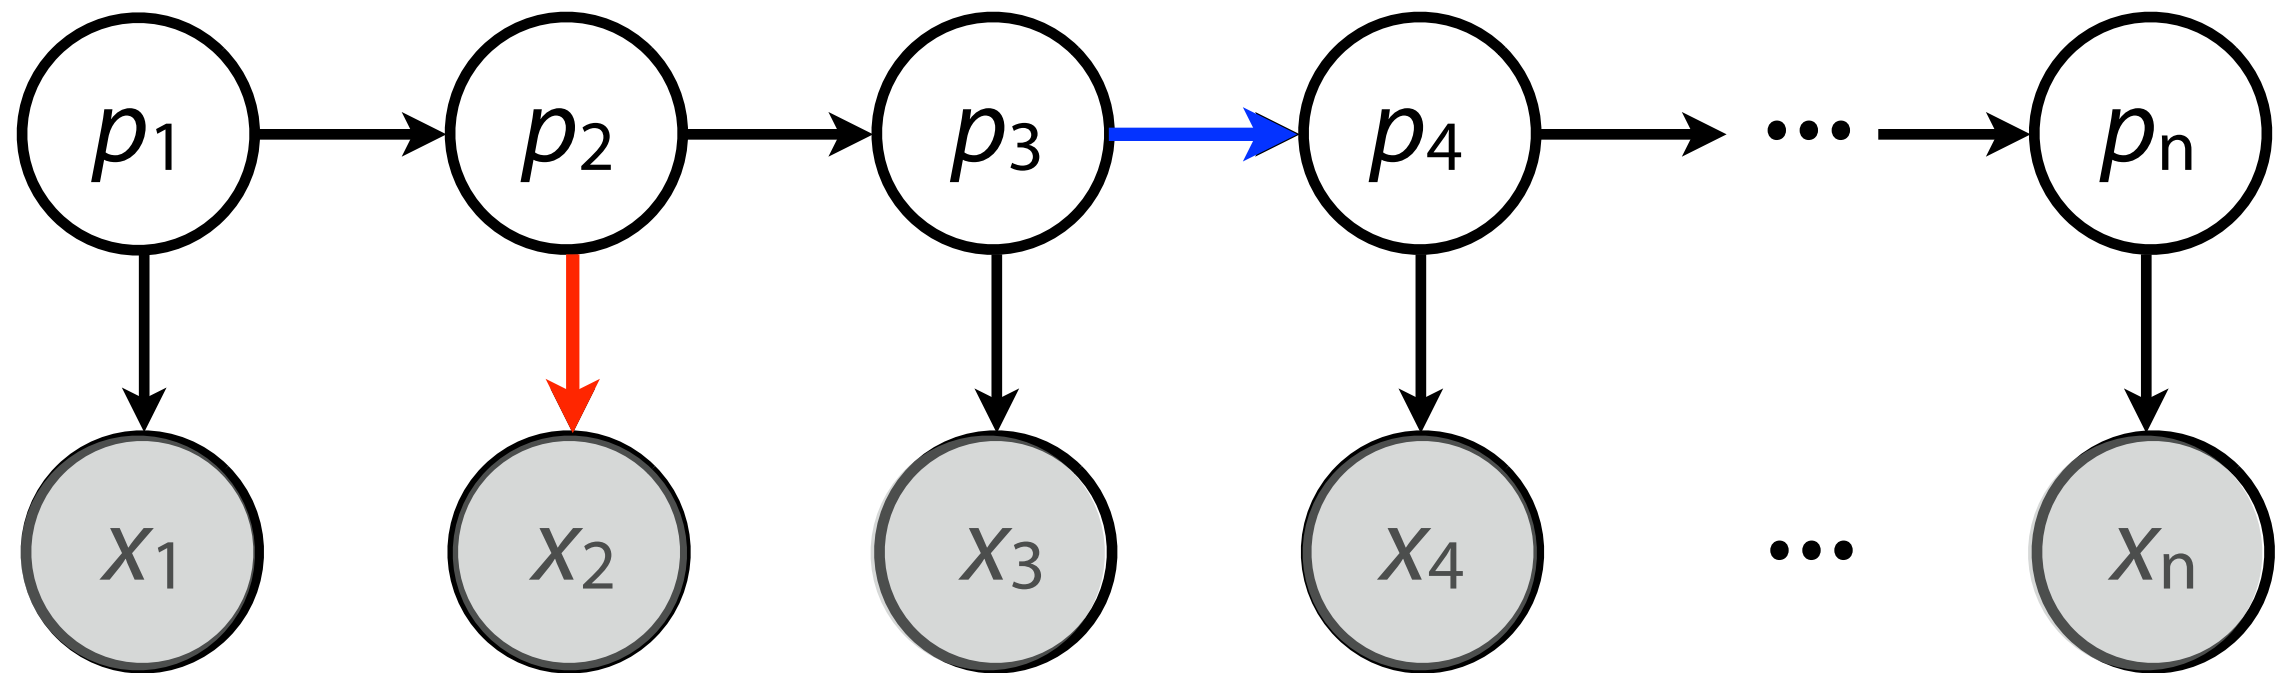 p1 p2 p3 p4 ••• pn
x1 x2 x3 x4 ••• xn